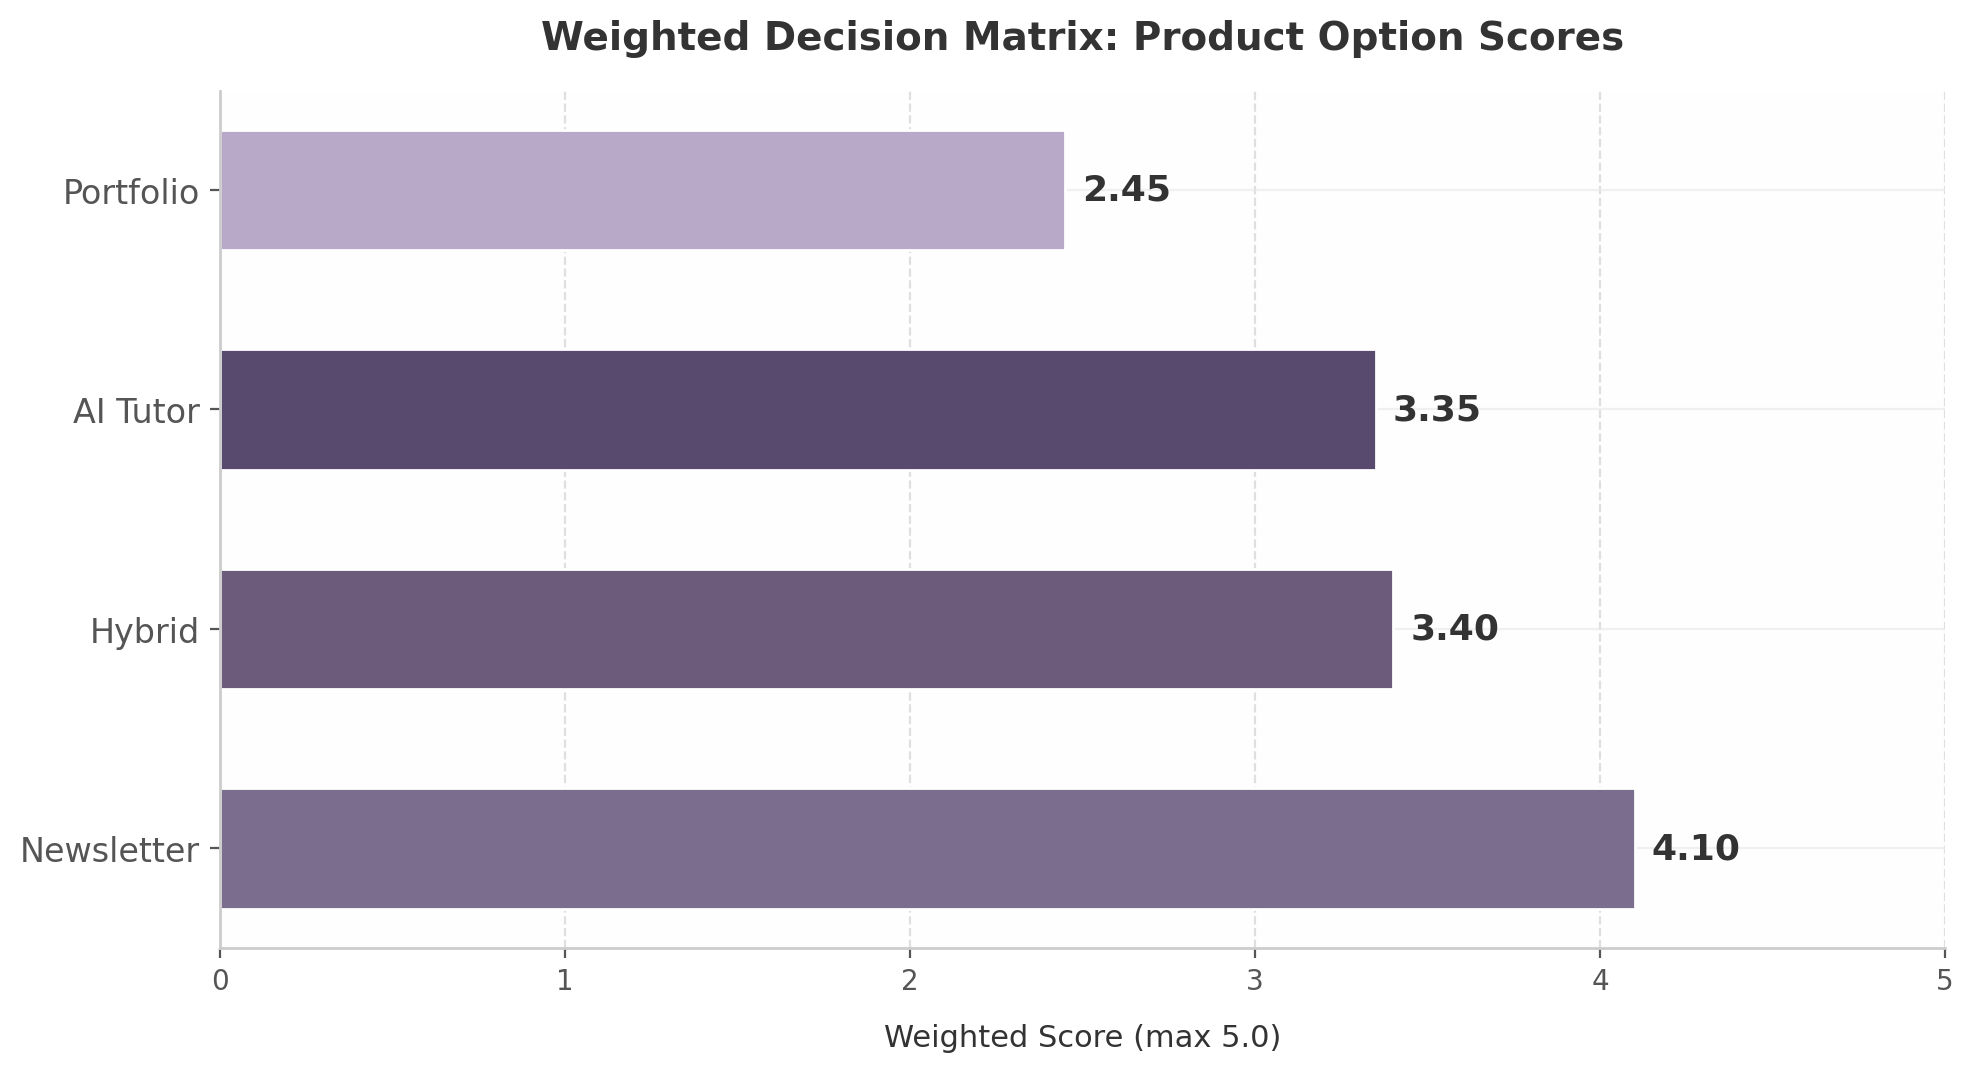 Weighted Decision Matrix: Product Option Scores
Portfolio 2.45
AI Tutor 3.35
Hybrid 3.40
Newsletter 4.10
0 1 2 3 4 5
Weighted Score (max 5.0)